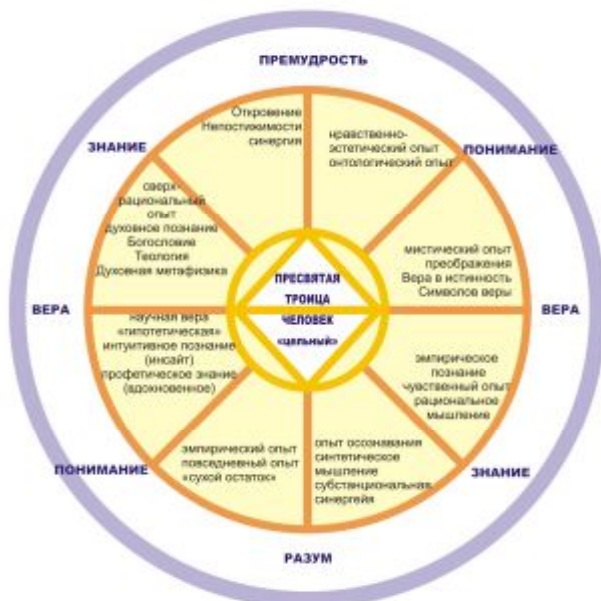 ПРЕМУДРОСТЬ
Откровение
Непостижимости
синергия
нравственно-
эстетический опыт
онтологический опыт
ЗНАНИЕ
ПОНИМАНИЕ
сверх-
рациональный
опыт
духовное познание
Богословие
Теология
Духовная метафизика
мистический опыт
преображения
Вера в истинность
Символов веры
ПРЕСВЯТАЯ
ТРОИЦА
ЧЕЛОВЕК
«цельный»
ВЕРА
ВЕРА
научная вера
«гипотетическая»
интуитивное познание
(инсайт)
профетическое знание
(вдохновенное)
эмпирическое
познание
чувственный опыт
рациональное
мышление
эмпирический опыт
повседневный опыт
«сухой остаток»
опыт осознавания
синтетическое
мышление
субстанциональная
синергейя
ПОНИМАНИЕ
ЗНАНИЕ
РАЗУМ